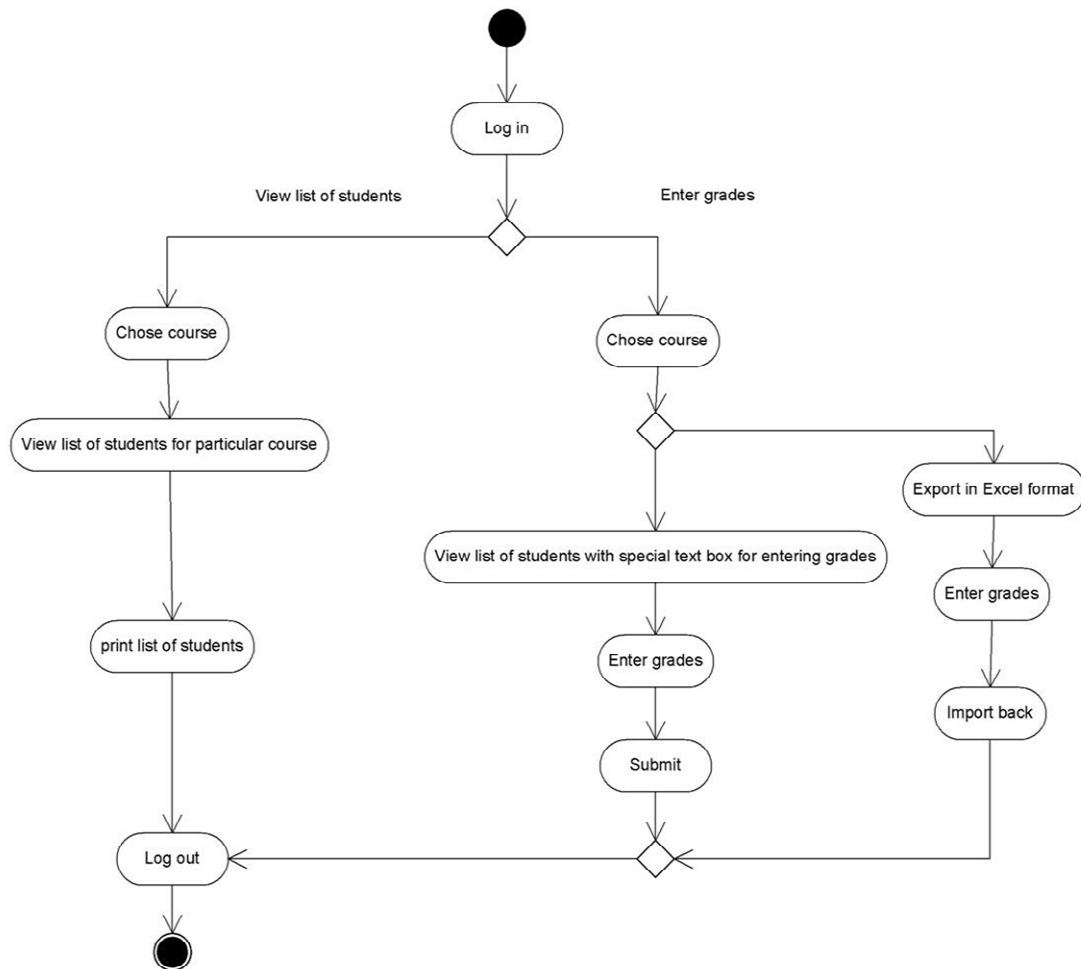 Log in
View list of students
Enter grades
Chose course
Chose course
View list of students for particular course
Export in Excel format
View list of students with special text box for entering grades
Enter grades
print list of students
Enter grades
Import back
Submit
Log out